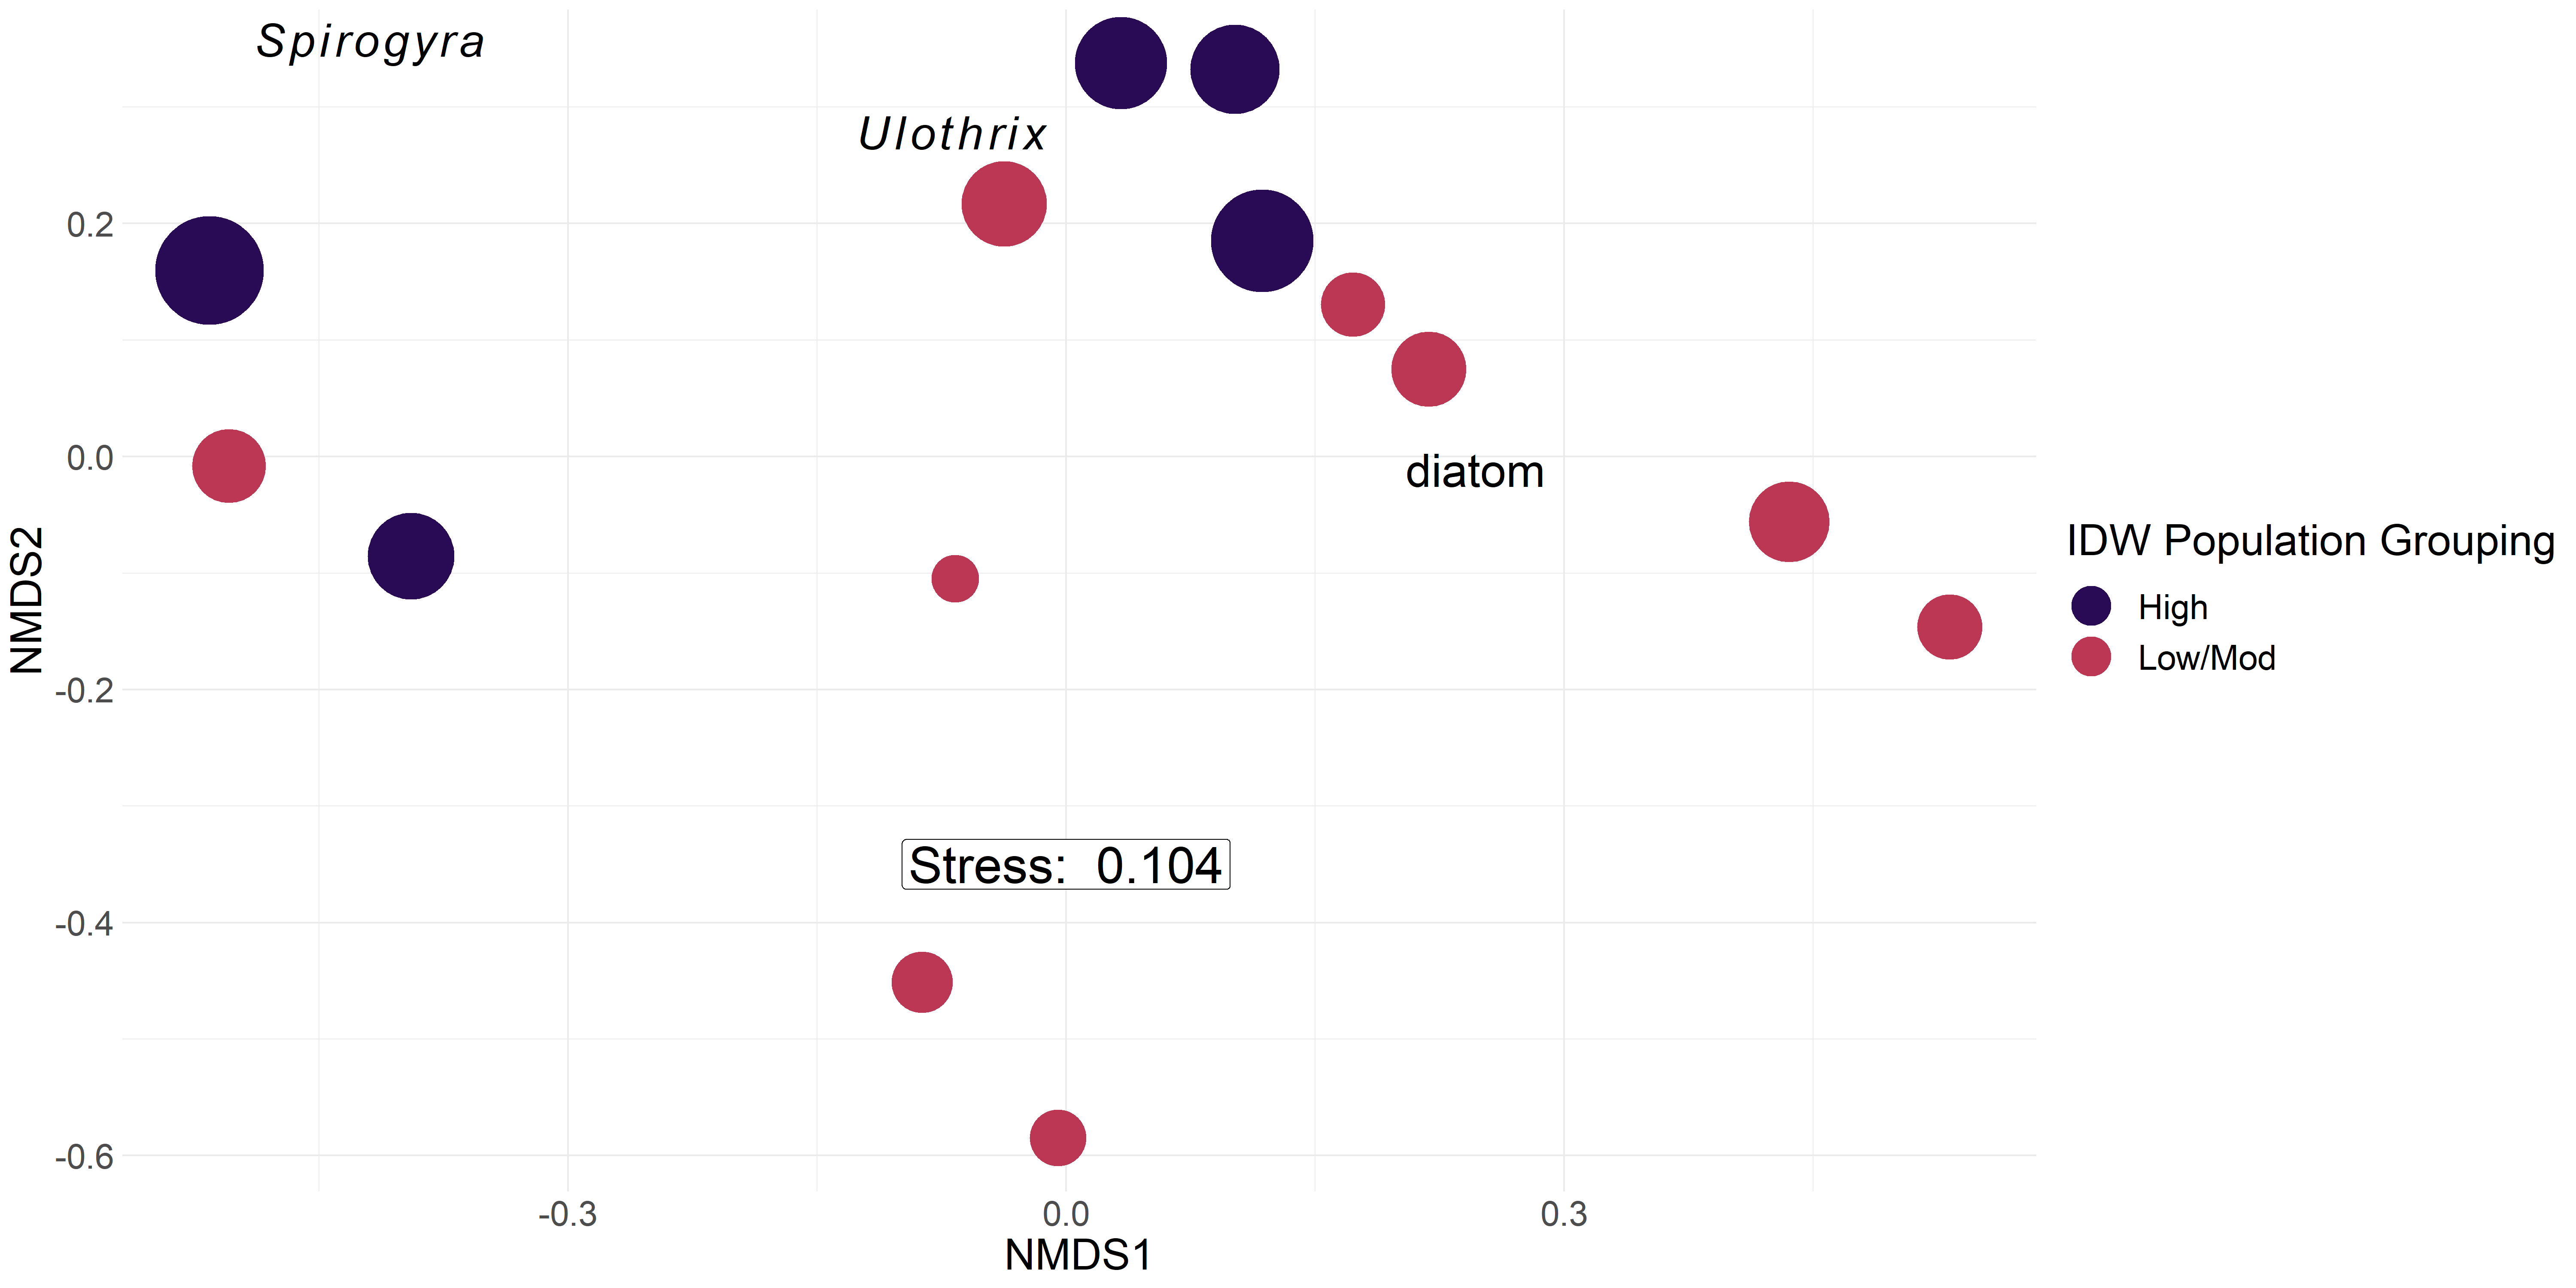 Spirogyra
Ulothrix
0.2
0.0
diatom
-0.2
Stress:  0.104
-0.4
-0.6
-0.3
0.0
0.3
NMDS1
NMDS2
IDW Population Grouping
High
Low/Mod